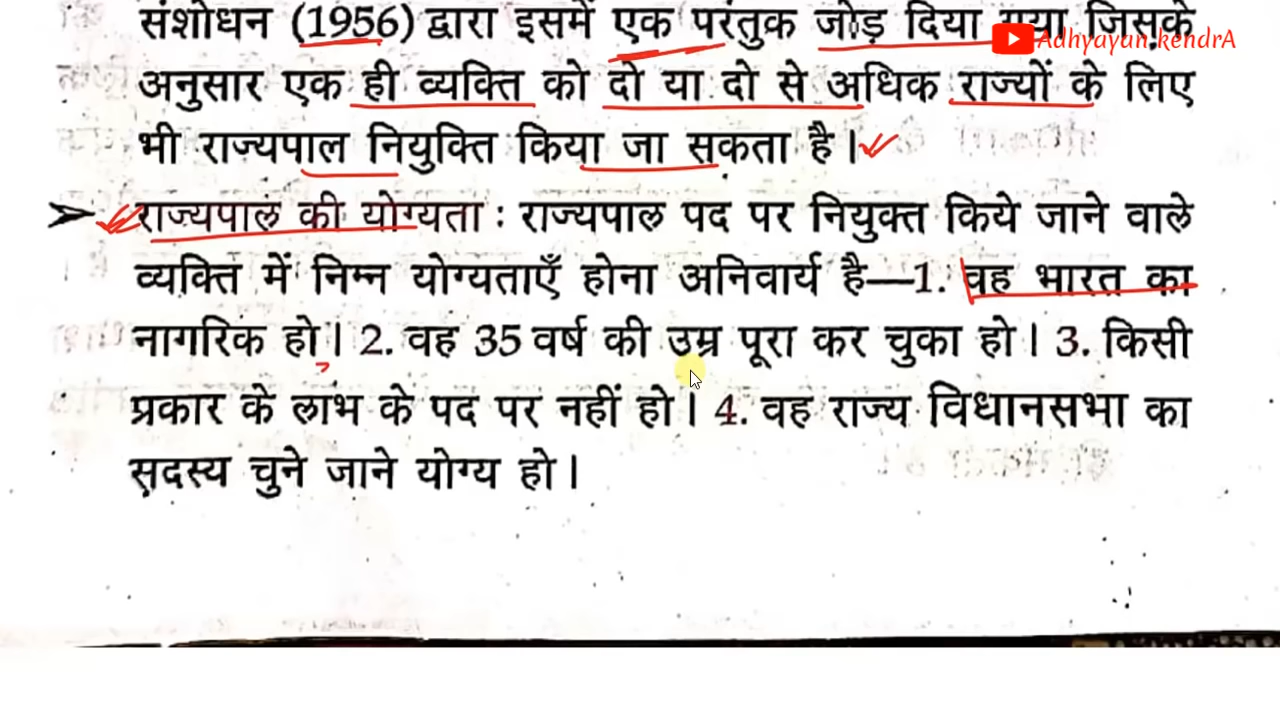 संशोधन (1956) द्वारा इसमें एक परंतुक जोड़ दिया गया जिसके
Adhyayan kendrA
अनुसार एक ही व्यक्ति को दो या दो से अधिक राज्यों के लिए
भी राज्यपाल नियुक्ति किया जा सकता है।
➢ राज्यपाल की योग्यता : राज्यपाल पद पर नियुक्त किये जाने वाले
व्यक्ति में निम्न योग्यताएँ होना अनिवार्य है—1. वह भारत का
नागरिक हो। 2. वह 35 वर्ष की उम्र पूरा कर चुका हो। 3. किसी
प्रकार के लाभ के पद पर नहीं हो। 4. वह राज्य विधानसभा का
सदस्य चुने जाने योग्य हो।